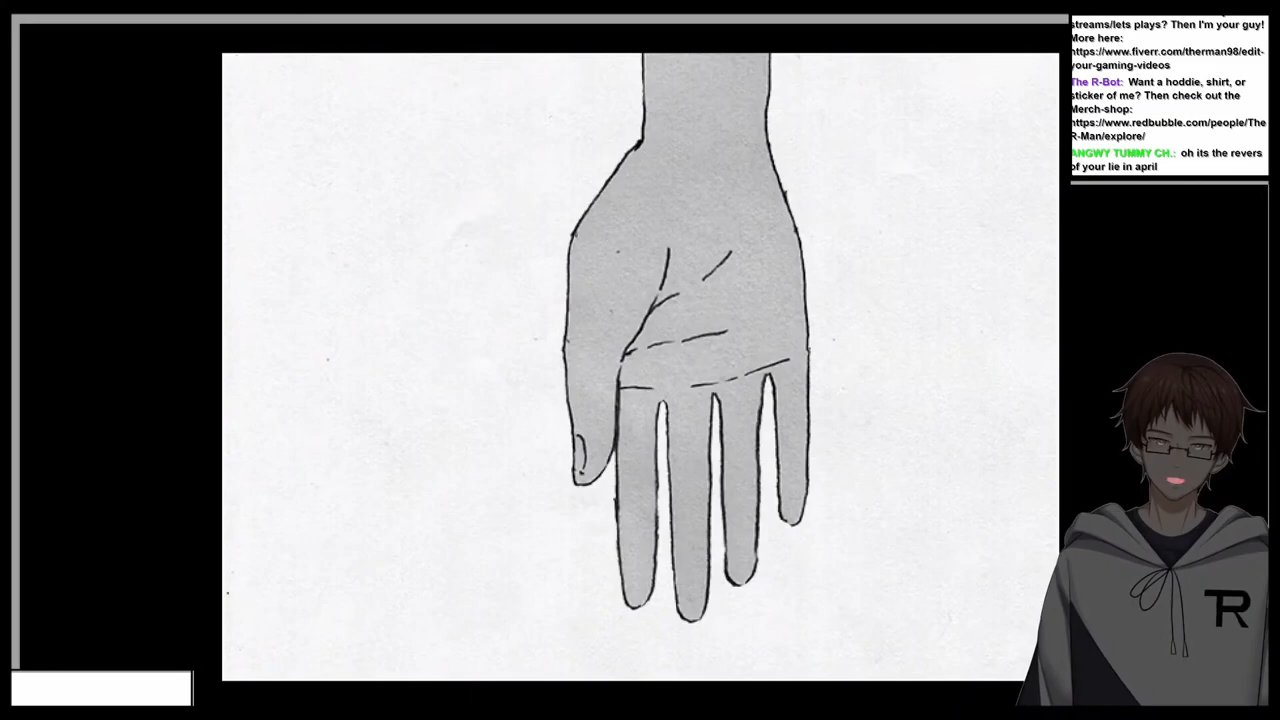 streams/lets plays? Then I'm your guy!
More here:
https://www.fiverr.com/therman98/edit-
your-gaming-videos
The R-Bot: Want a hoddie, shirt, or
sticker of me? Then check out the
Merch-shop:
https://www.redbubble.com/people/The
R-Man/explore/
ANGWY TUMMY CH.: oh its the revers
of your lie in april
TR